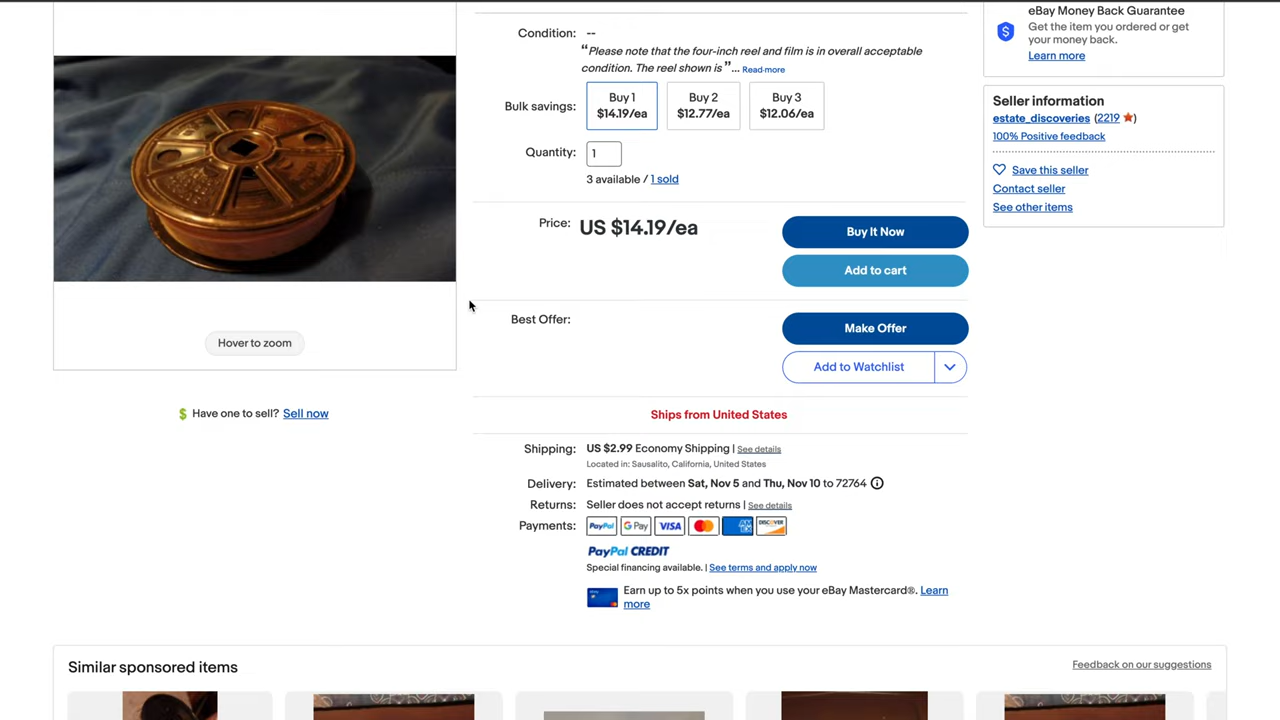 eBay Money Back Guarantee
Get the item you ordered or get
your money back.
Learn more
Condition: --
“Please note that the four-inch reel and film is in overall acceptable
condition. The reel shown is ”... Read more
Bulk savings:
Buy 1
$14.19/ea
Buy 2
$12.77/ea
Buy 3
$12.06/ea
Quantity: 1
3 available / 1 sold
Price: US $14.19/ea
Buy It Now
Add to cart
Best Offer:
Make Offer
Add to Watchlist
Seller information
estate_discoveries (2219 )
100% Positive feedback
Save this seller
Contact seller
See other items
Hover to zoom
Have one to sell? Sell now
Ships from United States
Shipping: US $2.99 Economy Shipping | See details
Located in: Sausalito, California, United States
Delivery: Estimated between Sat, Nov 5 and Thu, Nov 10 to 72764
Returns: Seller does not accept returns | See details
Payments: PayPal G Pay VISA DISCOVER
PayPal CREDIT
Special financing available. | See terms and apply now
Earn up to 5x points when you use your eBay Mastercard®. Learn
more
Similar sponsored items
Feedback on our suggestions